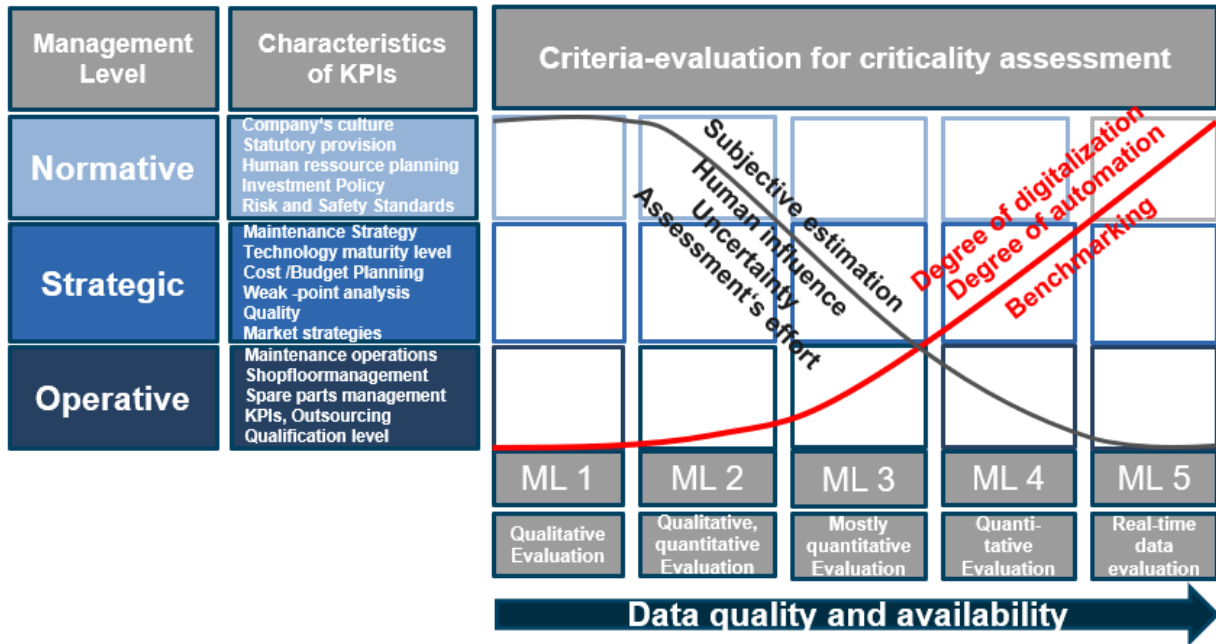 Management
Level
Characteristics
of KPIs
Criteria-evaluation for criticality assessment
Normative
Company's culture
Statutory provision
Human ressource planning
Investment Policy
Risk and Safety Standards
Strategic
Maintenance Strategy
Technology maturity level
Cost /Budget Planning
Weak -point analysis
Quality
Market strategies
Operative
Maintenance operations
Shopfloormanagement
Spare parts management
KPIs, Outsourcing
Qualification level
Subjective estimation
Human influence
Uncertainty
Assessment's effort
Degree of digitalization
Degree of automation
Benchmarking
ML 1
ML 2
ML 3
ML 4
ML 5
Qualitative
Evaluation
Qualitative,
quantitative
Evaluation
Mostly
quantitative
Evaluation
Quanti-
tative
Evaluation
Real-time
data
evaluation
Data quality and availability